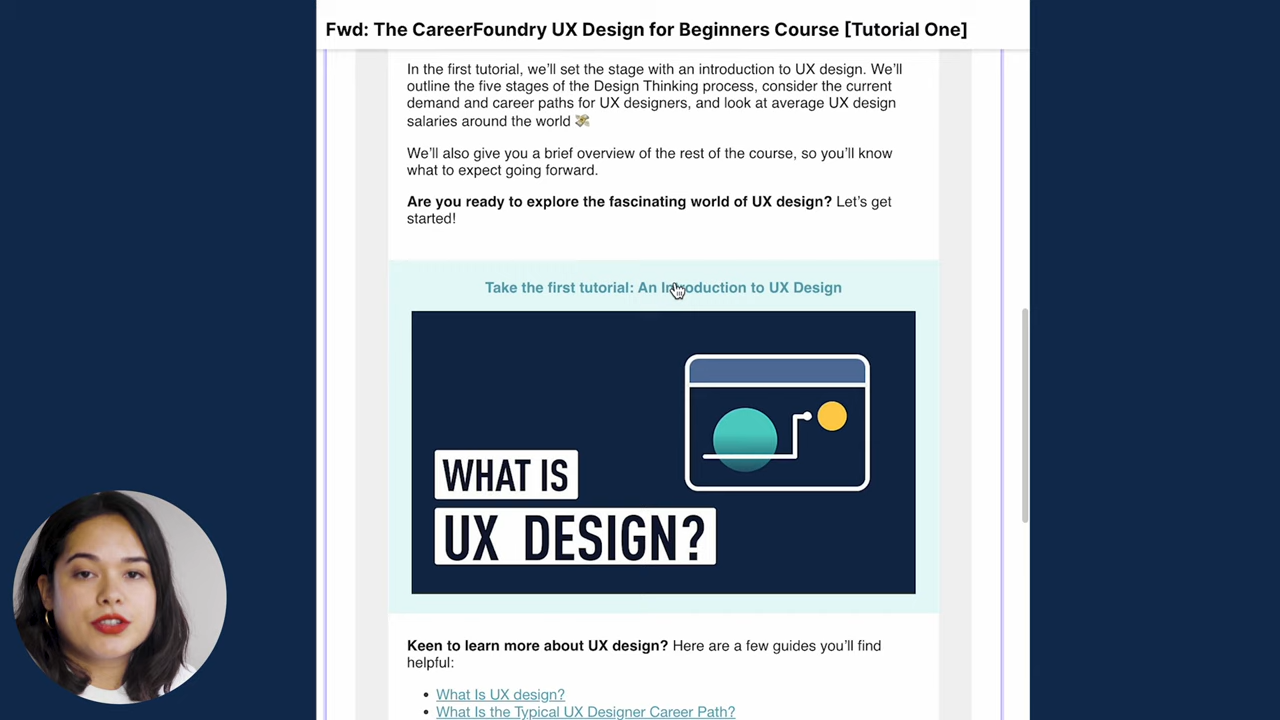 Fwd: The CareerFoundry UX Design for Beginners Course [Tutorial One]
In the first tutorial, we’ll set the stage with an introduction to UX design. We’ll
outline the five stages of the Design Thinking process, consider the current
demand and career paths for UX designers, and look at average UX design
salaries around the world 💸
We’ll also give you a brief overview of the rest of the course, so you’ll know
what to expect going forward.
Are you ready to explore the fascinating world of UX design? Let’s get
started!
Take the first tutorial: An Introduction to UX Design
WHAT IS
UX DESIGN?
Keen to learn more about UX design? Here are a few guides you’ll find
helpful:
• What Is UX design?
• What Is the Typical UX Designer Career Path?